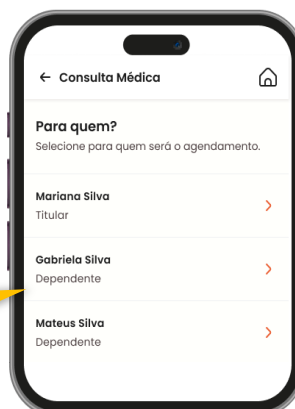 Consulta Médica
Para quem?
Selecione para quem será o agendamento.
Mariana Silva
Titular
Gabriela Silva
Dependente
Mateus Silva
Dependente